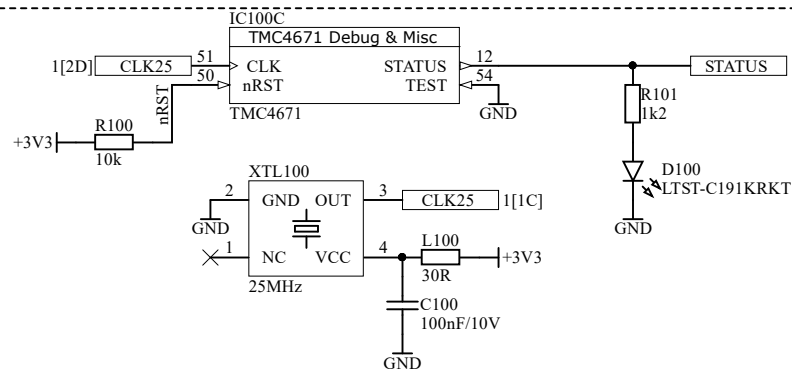 IC100C
TMC4671 Debug & Misc
1[2D] CLK25 51 CLK STATUS 12 STATUS
50 nRST TEST 54
nRST
TMC4671
GND
R101
1k2
R100
+3V3
10k
D100
LTST-C191KRKT
GND
XTL100
2 GND OUT 3 CLK25 1[1C]
GND
1 NC VCC 4 L100 +3V3
25MHz 30R
C100
100nF/10V
GND